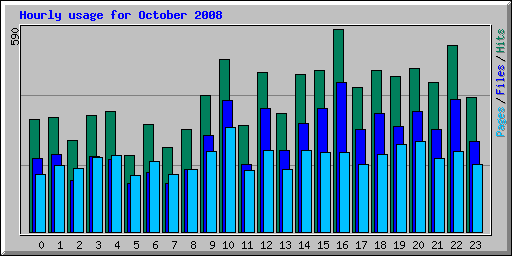 Hourly usage for October 2008
590
Pages / Files / Hits
0 1 2 3 4 5 6 7 8 9 10 11 12 13 14 15 16 17 18 19 20 21 22 23